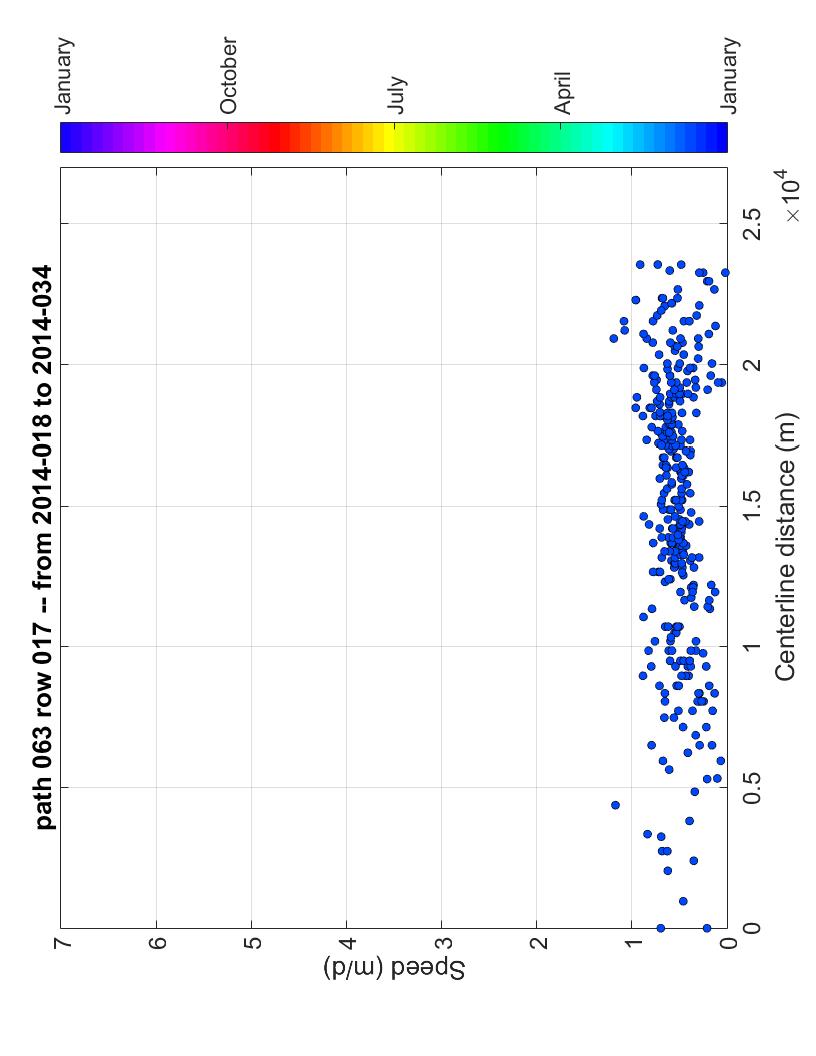 path 063 row 017 -- from 2014-018 to 2014-034
7
6
5
4
3
2
1
0
Speed (m/d)
0 0.5 1 1.5 2 2.5
×10^4
Centerline distance (m)
January
October
July
April
January